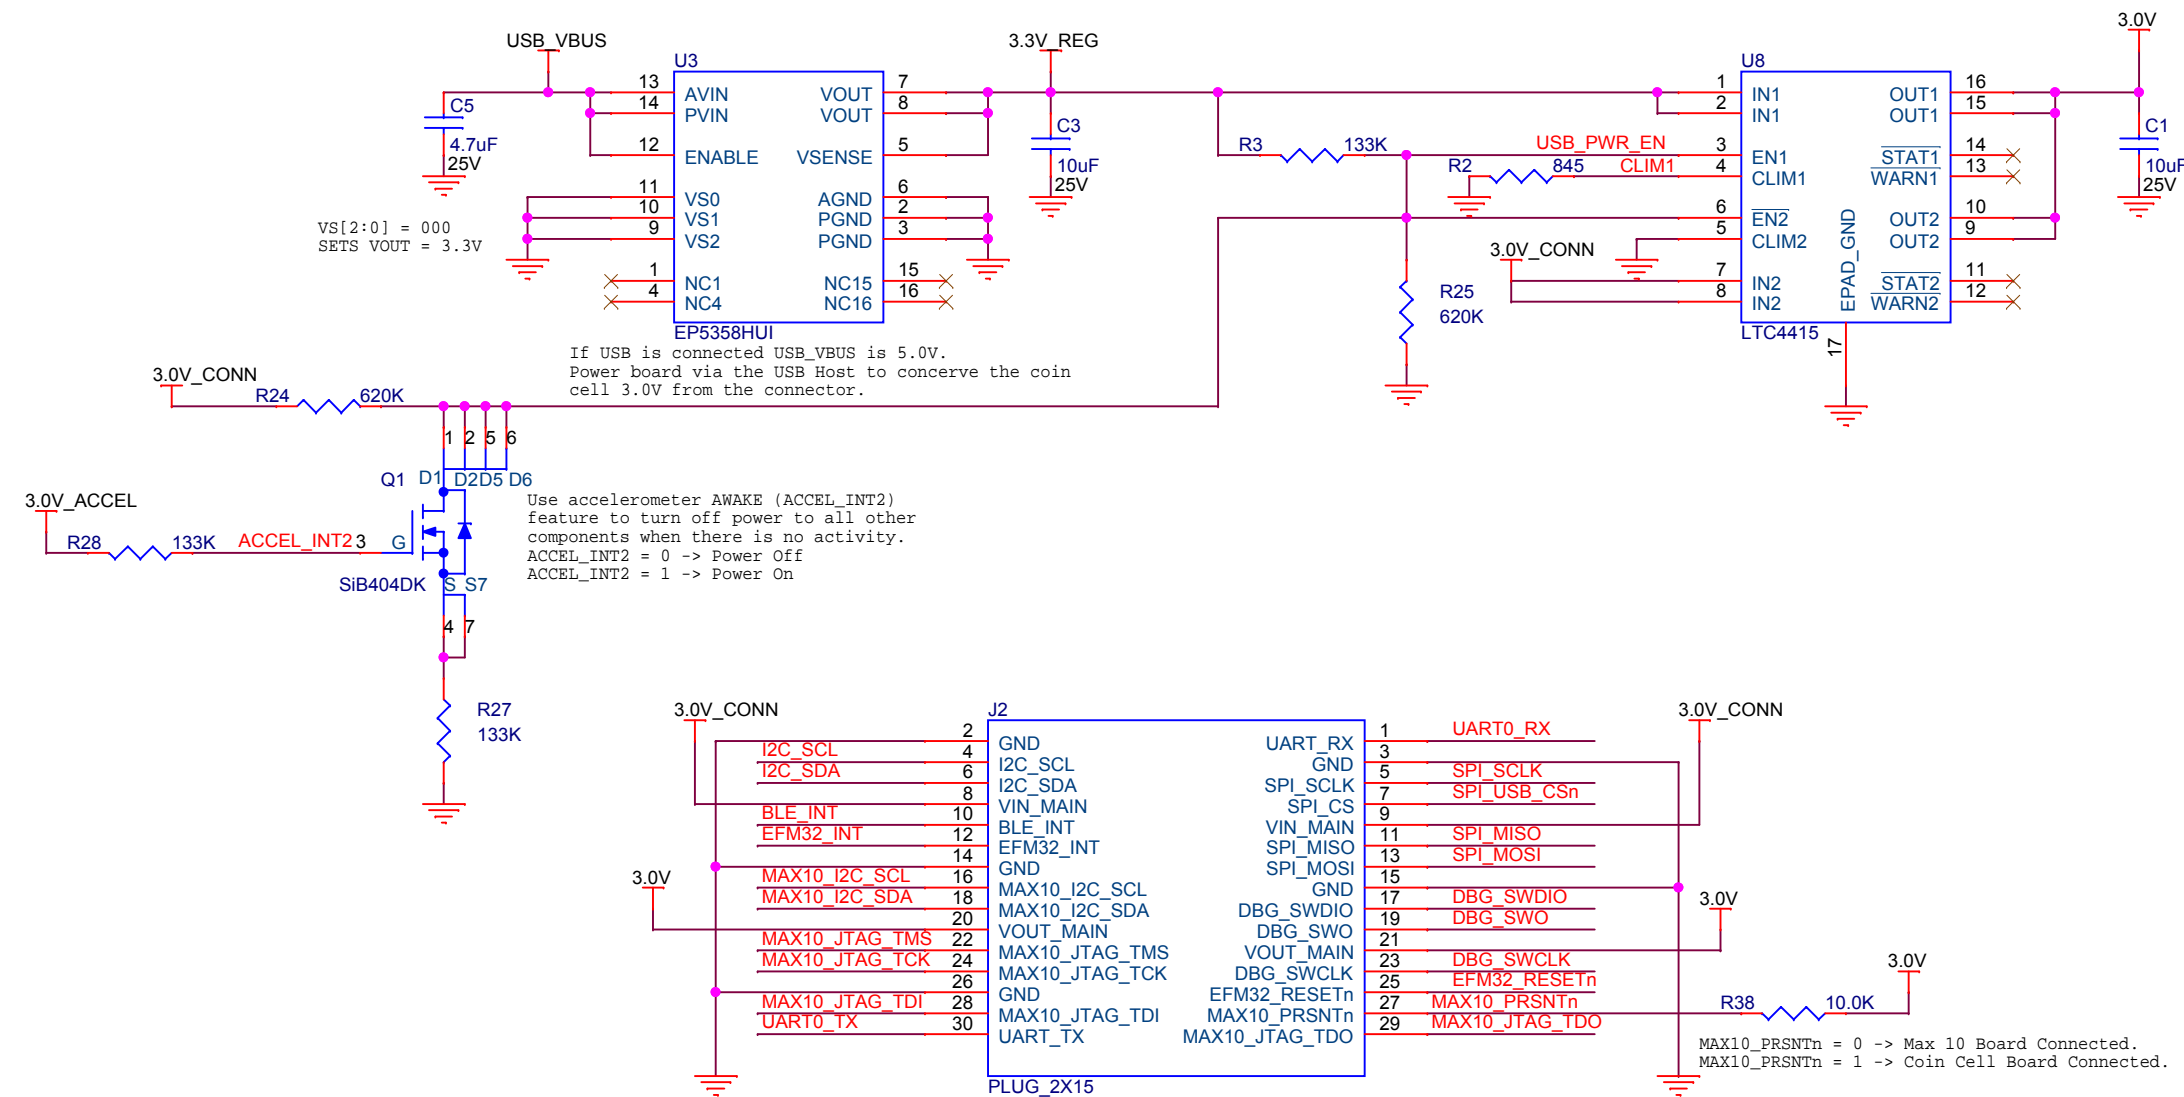 USB_VBUS
C5
4.7uF
25V
U3
13 AVIN
14 PVIN
12 ENABLE
11 VS0
10 VS1
9 VS2
1 NC1
4 NC4
VOUT 7
VOUT 8
VSENSE 5
AGND 6
PGND 2
PGND 3
NC15 15
NC16 16
EP5358HUI
VS[2:0] = 000
SETS VOUT = 3.3V
3.3V_REG
C3
10uF
25V
If USB is connected USB_VBUS is 5.0V.
Power board via the USB Host to concerve the coin
cell 3.0V from the connector.
R3 133K
USB_PWR_EN
R2 845 CLIM1
3.0V_CONN
R25
620K
U8
1 IN1
2 IN1
3 EN1
4 CLIM1
6 EN2
5 CLIM2
7 IN2
8 IN2
EPAD_GND
17
OUT1 16
OUT1 15
STAT1 14
WARN1 13
OUT2 10
OUT2 9
STAT2 11
WARN2 12
LTC4415
3.0V
C1
10uF
25V
3.0V_CONN
R24 620K
1 2 5 6
Q1 D1 D2 D5 D6
3.0V_ACCEL
R28 133K ACCEL_INT2 3 G
SiB404DK S S7
4 7
R27
133K
Use accelerometer AWAKE (ACCEL_INT2)
feature to turn off power to all other
components when there is no activity.
ACCEL_INT2 = 0 -> Power Off
ACCEL_INT2 = 1 -> Power On
3.0V_CONN
J2
3.0V_CONN
2 GND
I2C_SCL 4 I2C_SCL
I2C_SDA 6 I2C_SDA
8 VIN_MAIN
BLE_INT 10 BLE_INT
EFM32_INT 12 EFM32_INT
14 GND
MAX10_I2C_SCL 16 MAX10_I2C_SCL
MAX10_I2C_SDA 18 MAX10_I2C_SDA
3.0V
20 VOUT_MAIN
MAX10_JTAG_TMS 22 MAX10_JTAG_TMS
MAX10_JTAG_TCK 24 MAX10_JTAG_TCK
26 GND
MAX10_JTAG_TDI 28 MAX10_JTAG_TDI
UART0_TX 30 UART_TX
UART_RX 1 UART0_RX
GND 3
SPI_SCLK 5 SPI_SCLK
SPI_CS 7 SPI_USB_CSn
VIN_MAIN 9
SPI_MISO 11 SPI_MISO
SPI_MOSI 13 SPI_MOSI
GND 15
DBG_SWDIO 17 DBG_SWDIO
DBG_SWO 19 DBG_SWO
VOUT_MAIN 21
3.0V
DBG_SWCLK 23 DBG_SWCLK
EFM32_RESETn 25 EFM32_RESETn
MAX10_PRSNTn 27 MAX10_PRSNTn
MAX10_JTAG_TDO 29 MAX10_JTAG_TDO
R38 10.0K
3.0V
PLUG_2X15
MAX10_PRSNTn = 0 -> Max 10 Board Connected.
MAX10_PRSNTn = 1 -> Coin Cell Board Connected.